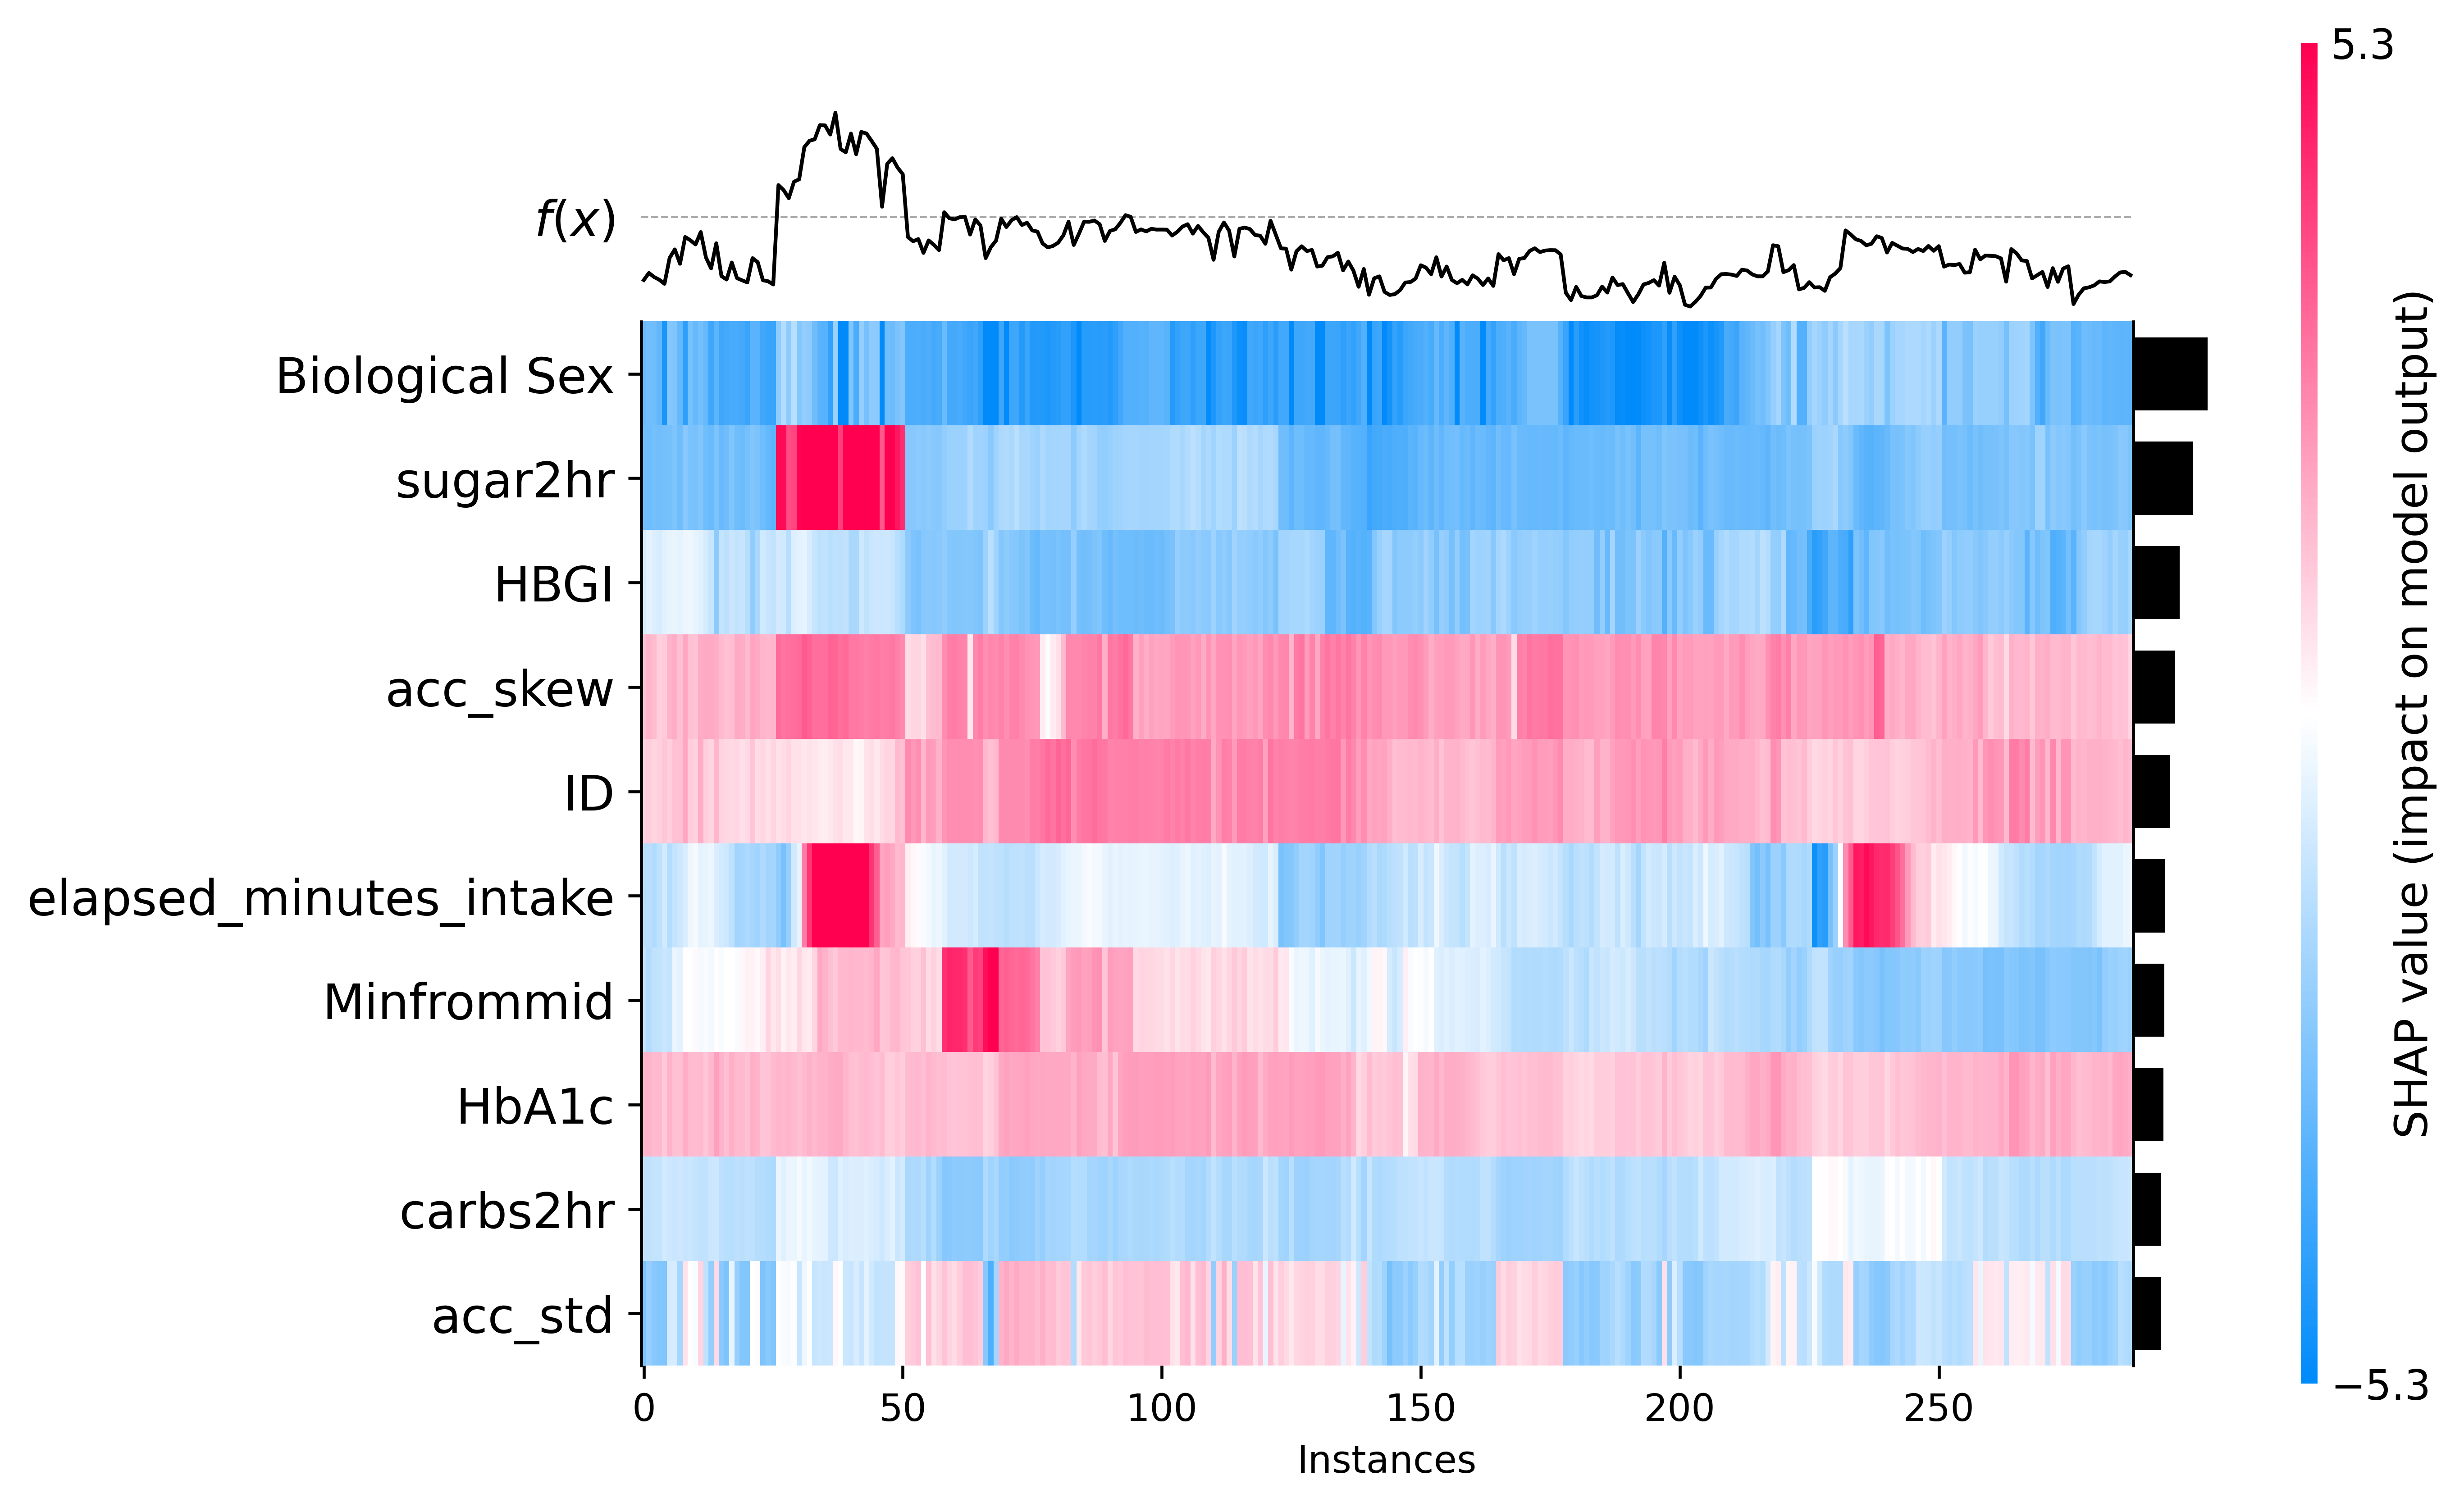 5.3
f(x)
Biological Sex
sugar2hr
HBGI
acc_skew
ID
elapsed_minutes_intake
Minfrommid
HbA1c
carbs2hr
acc_std
0 50 100 150 200 250
Instances
SHAP value (impact on model output)
−5.3